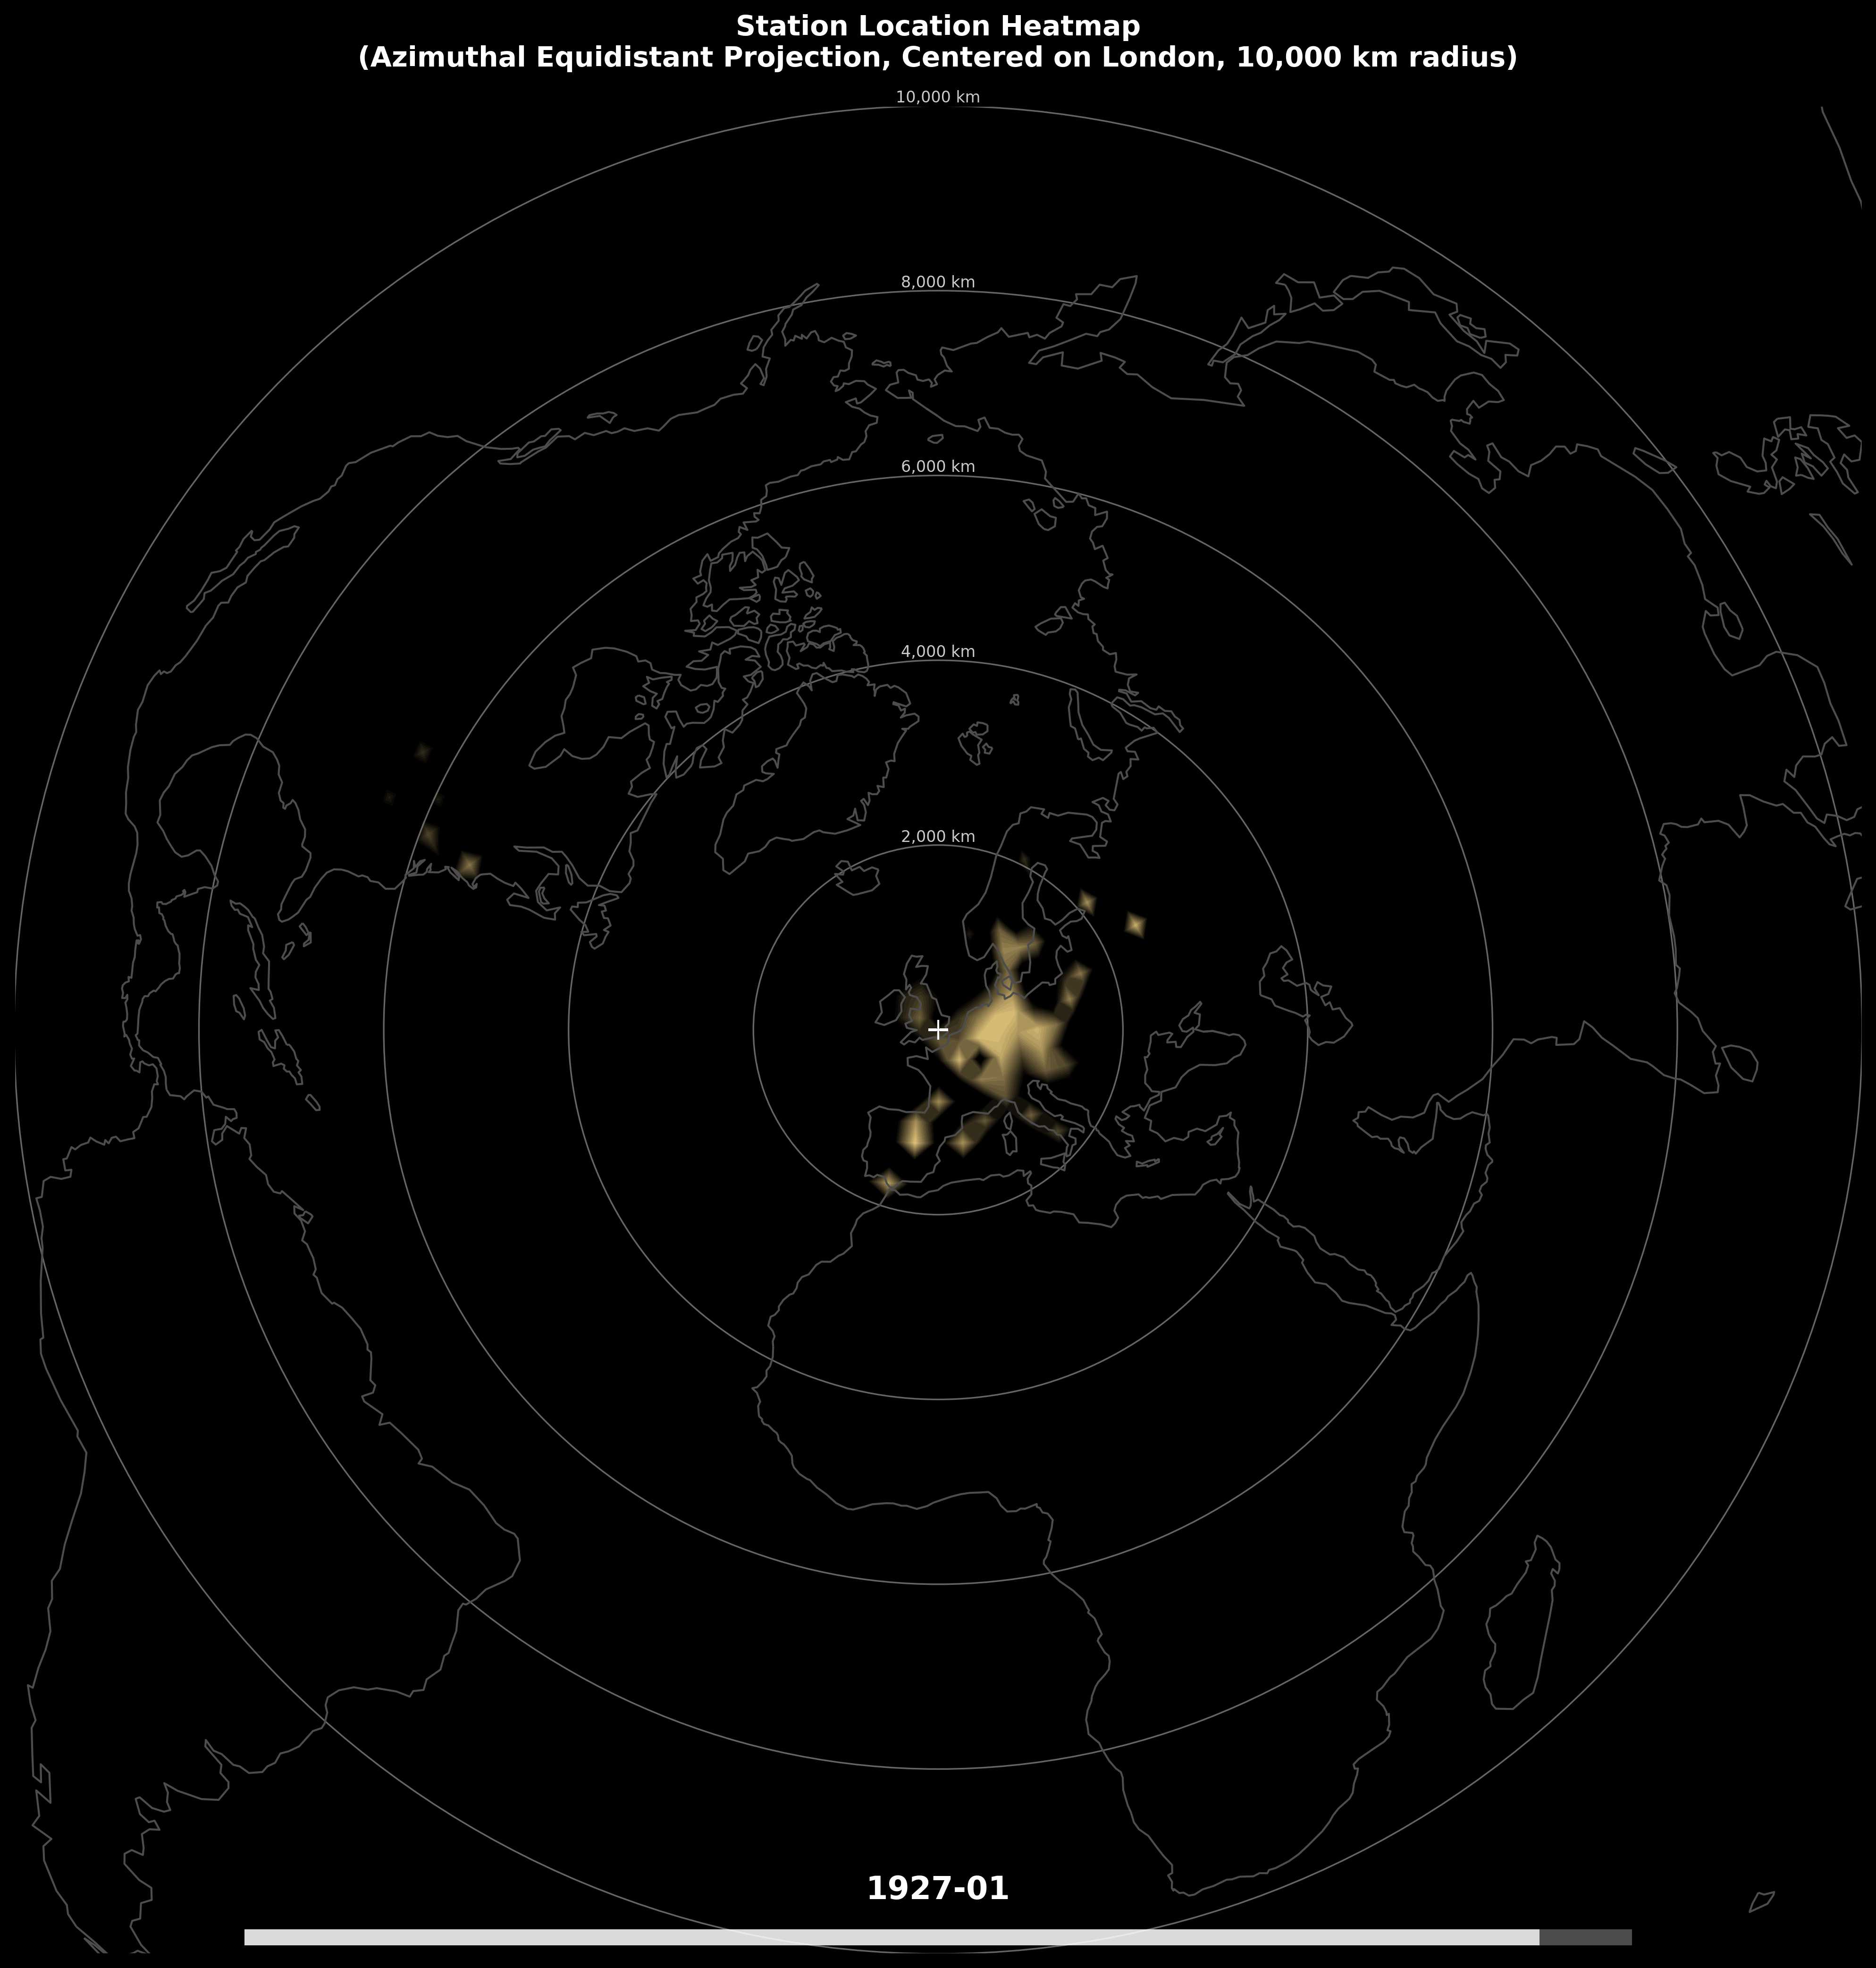 Station Location Heatmap
(Azimuthal Equidistant Projection, Centered on London, 10,000 km radius)
10,000 km
8,000 km
6,000 km
4,000 km
2,000 km
1927-01